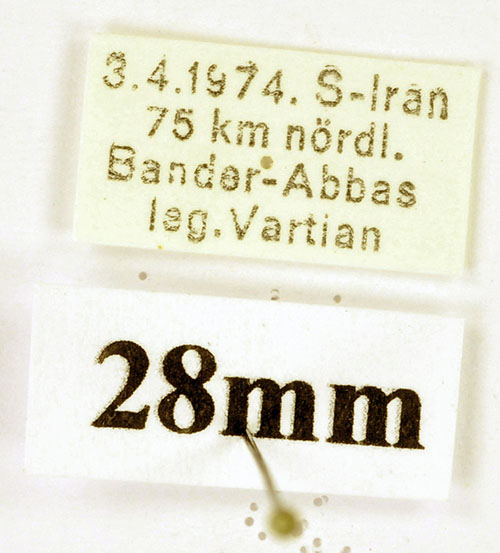 3.4.1974. S-Iran
75 km nördl.
Bander-Abbas
leg. Vartian
28mm